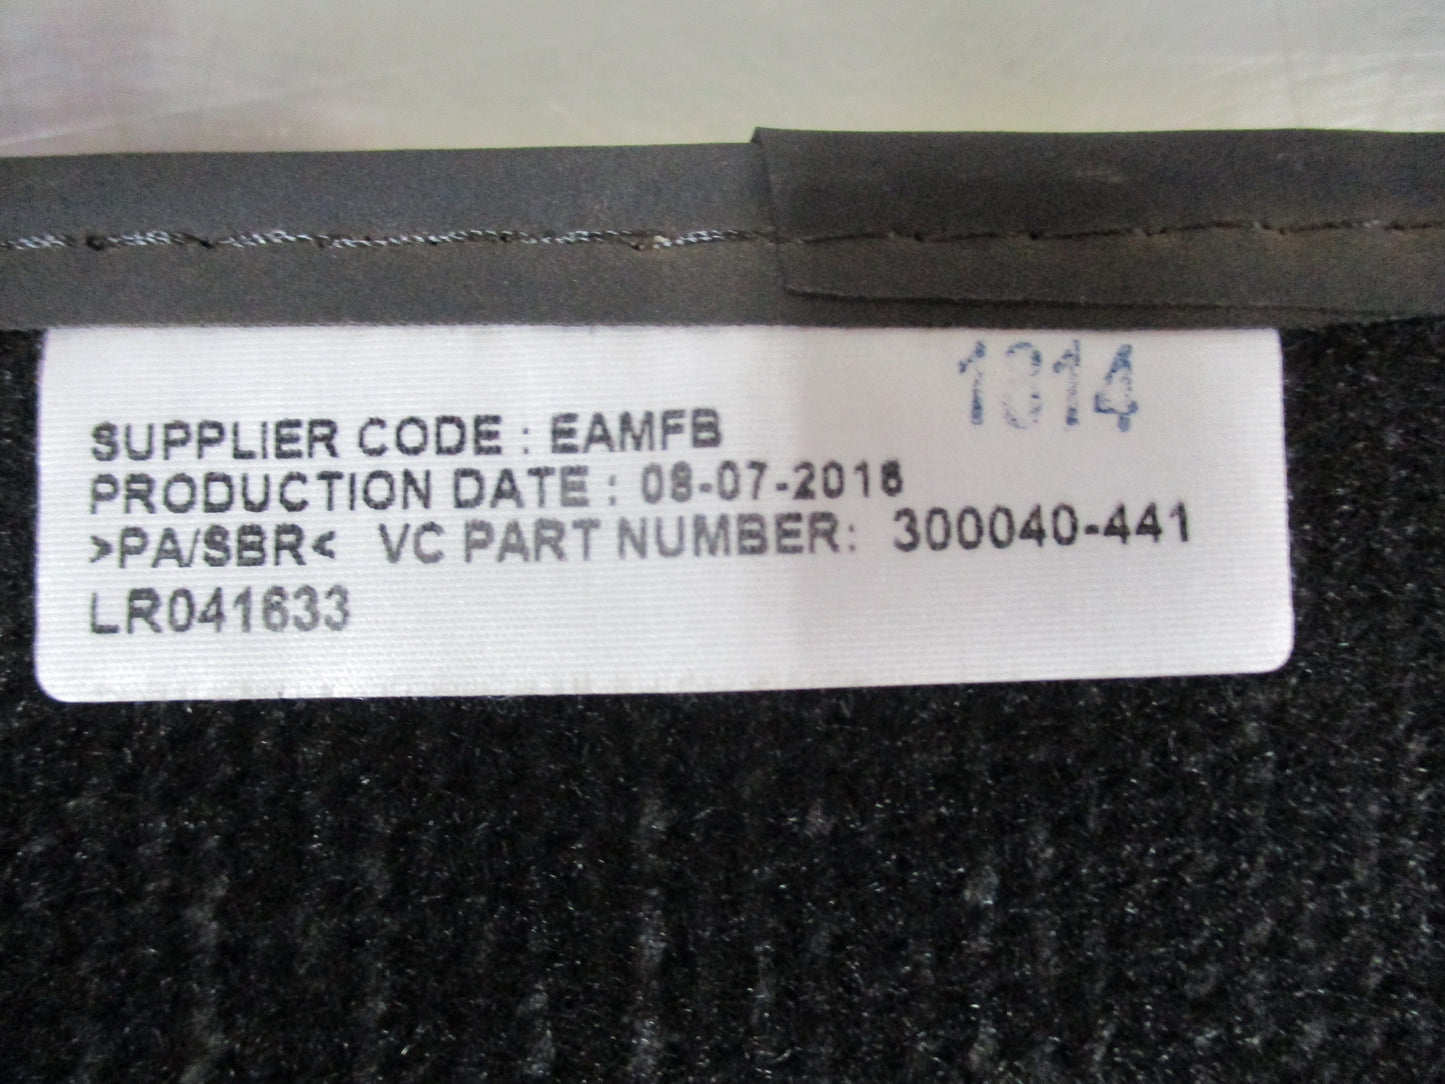 1014
SUPPLIER CODE : EAMFB
PRODUCTION DATE : 08-07-2016
>PA/SBR< VC PART NUMBER: 300040-441
LR041633